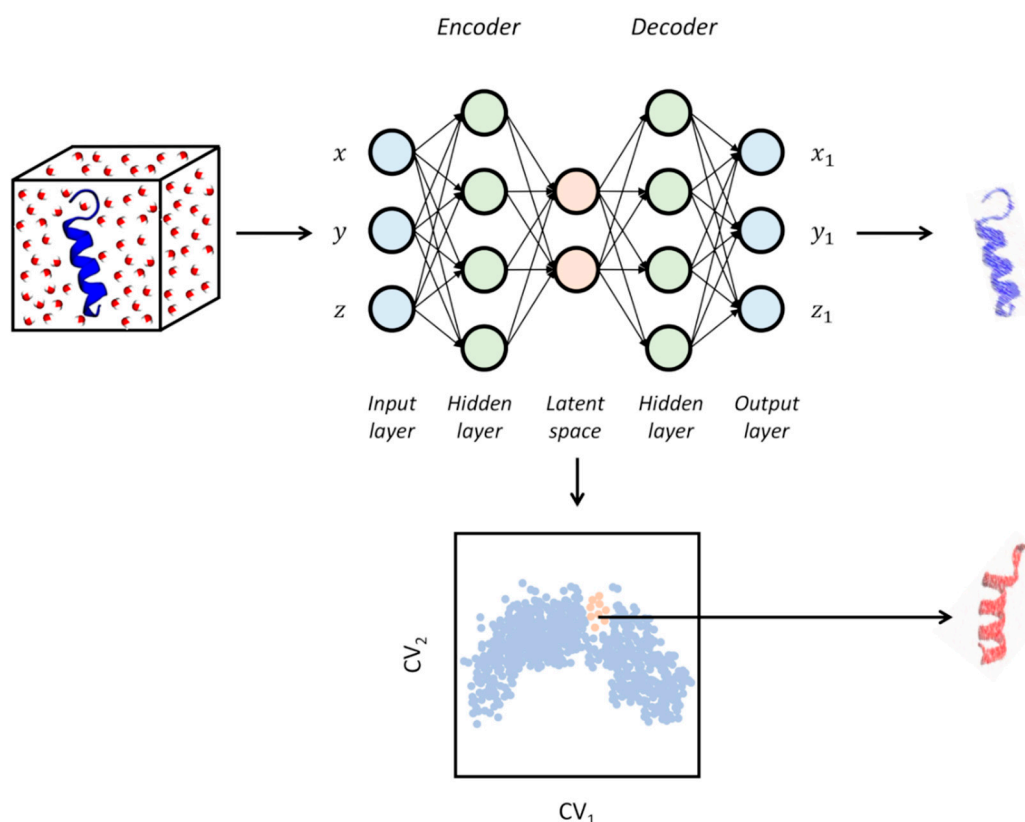 Encoder Decoder
x x₁
y y₁
z z₁
Input Hidden Latent Hidden Output
layer layer space layer layer
CV₂
CV₁